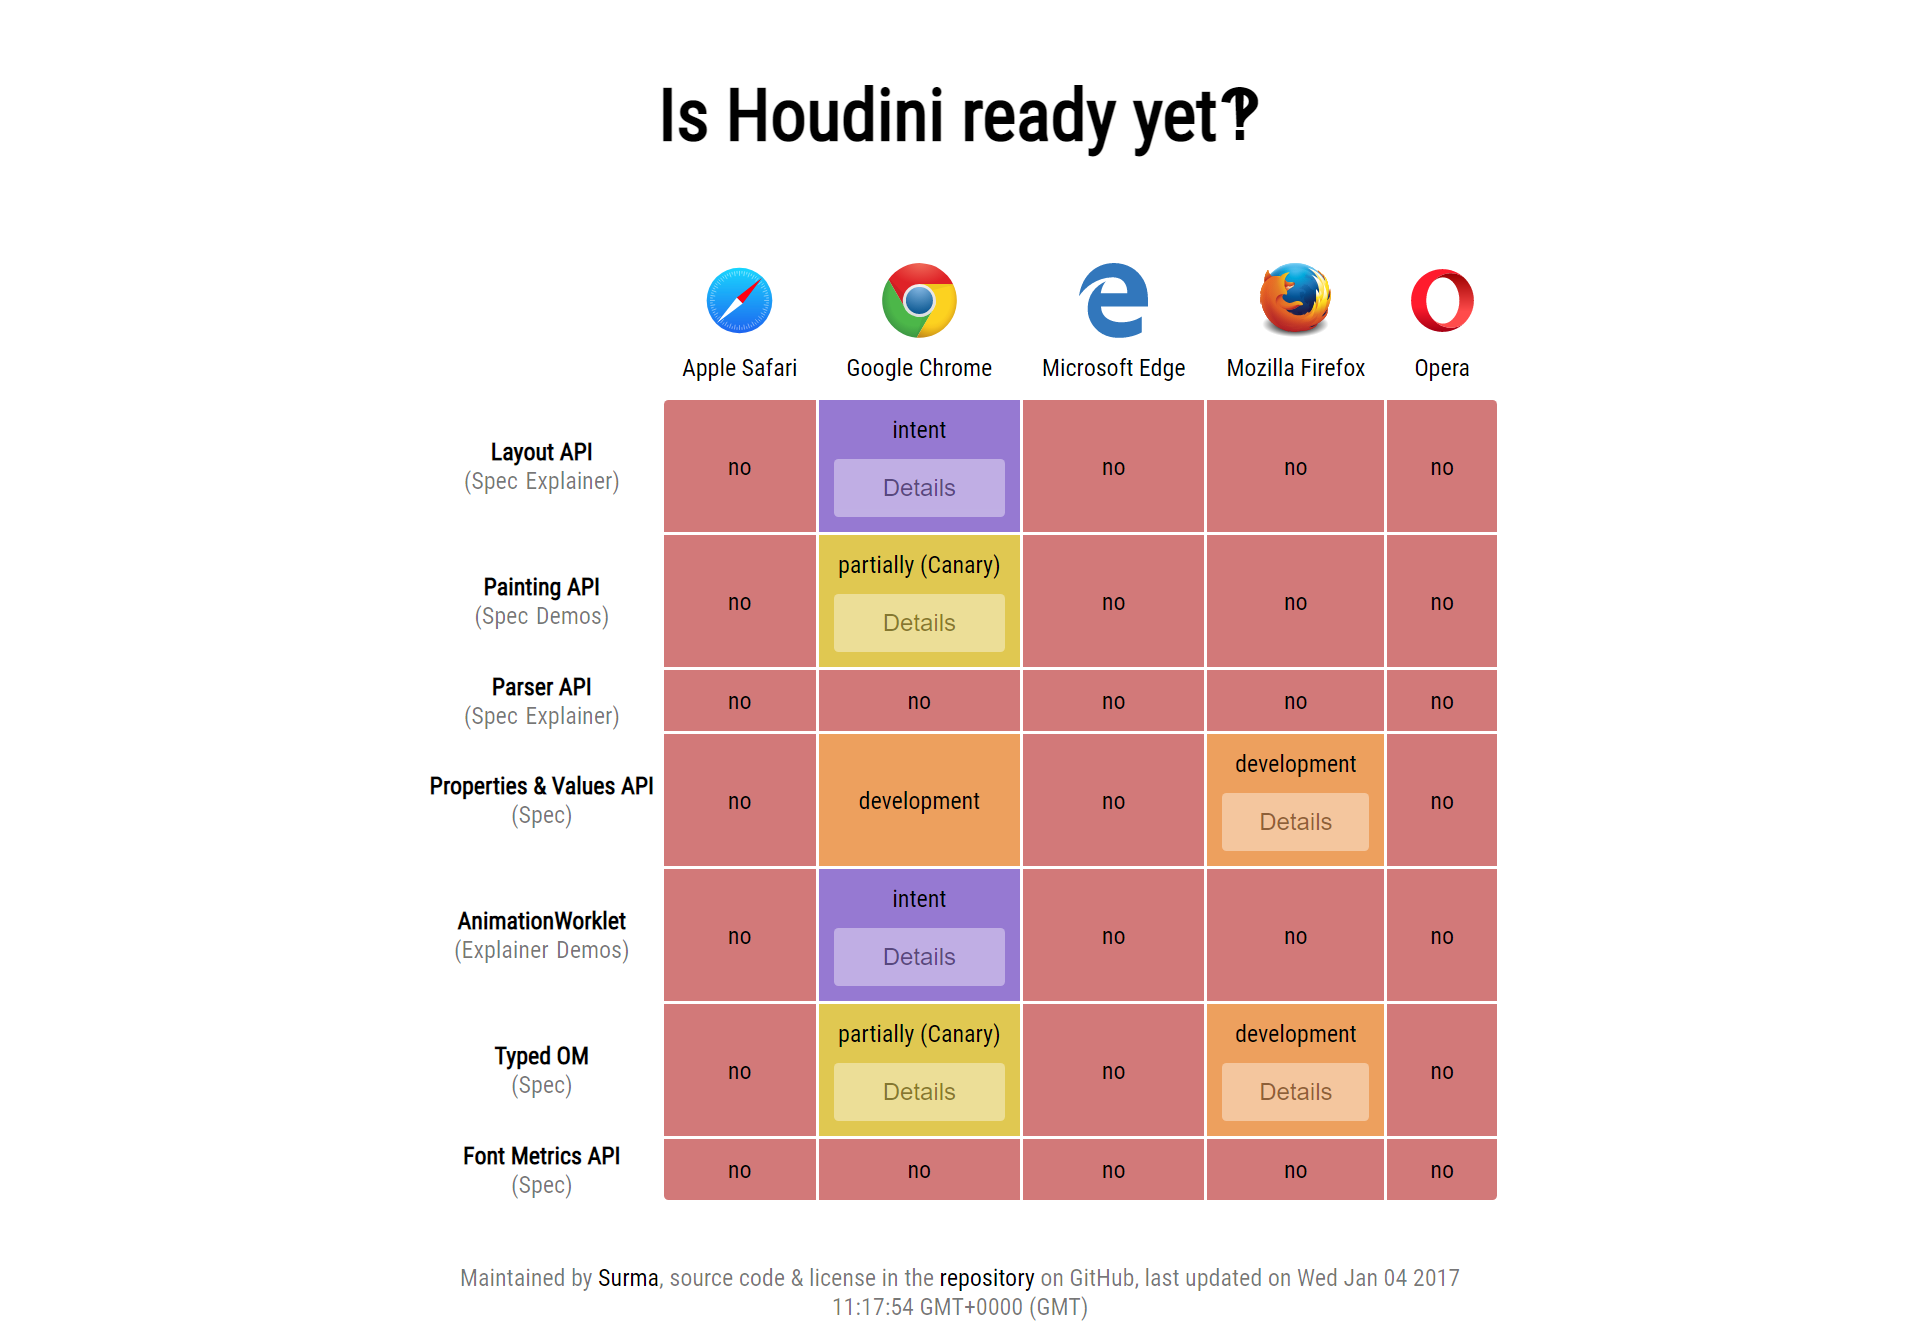 Is Houdini ready yet‽
Apple Safari Google Chrome Microsoft Edge Mozilla Firefox Opera
Layout API
(Spec Explainer)
no
intent
Details
no
no
no
Painting API
(Spec Demos)
no
partially (Canary)
Details
no
no
no
Parser API
(Spec Explainer)
no
no
no
no
no
Properties & Values API
(Spec)
no
development
no
development
Details
no
AnimationWorklet
(Explainer Demos)
no
intent
Details
no
no
no
Typed OM
(Spec)
no
partially (Canary)
Details
no
development
Details
no
Font Metrics API
(Spec)
no
no
no
no
no
Maintained by Surma, source code & license in the repository on GitHub, last updated on Wed Jan 04 2017
11:17:54 GMT+0000 (GMT)